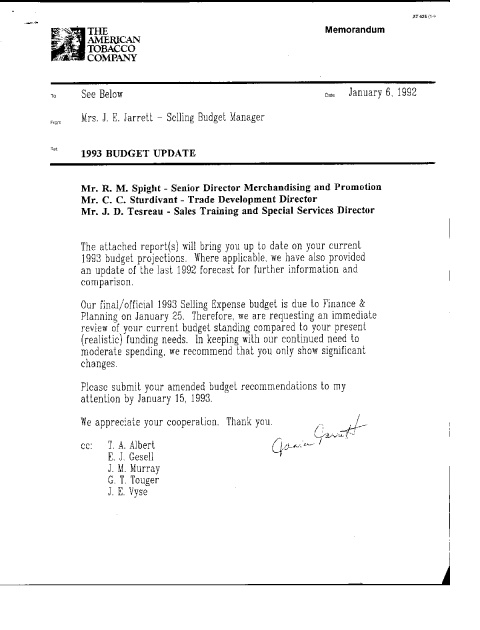 THE
AMERICAN
TOBACCO
COMPANY
Memorandum
To See Below
Date January 6, 1992
From Mrs. J. E. Jarrett - Selling Budget Manager
Re: 1993 BUDGET UPDATE
Mr. R. M. Spight - Senior Director Merchandising and Promotion
Mr. C. C. Sturdivant - Trade Development Director
Mr. J. D. Tesreau - Sales Training and Special Services Director
The attached report(s) will bring you up to date on your current
1993 budget projections. Where applicable, we have also provided
an update of the last 1992 forecast for further information and
comparison.
Our final/official 1993 Selling Expense budget is due to Finance &
Planning on January 25. Therefore, we are requesting an immediate
review of your current budget standing compared to your present
(realistic) funding needs. In keeping with our continued need to
moderate spending, we recommend that you only show significant
changes.
Please submit your amended budget recommendations to my
attention by January 15, 1993.
We appreciate your cooperation. Thank you.
Jarrett
cc: T. A. Albert
E. J. Gesell
J. M. Murray
G. T. Touger
J. E. Vyse